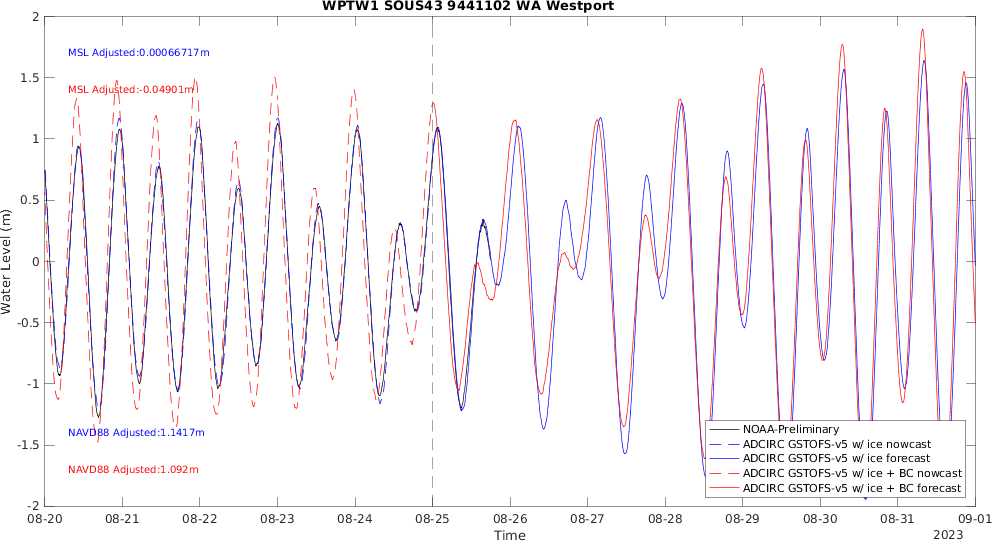 WPTW1 SOUS43 9441102 WA Westport
MSL Adjusted:0.00066717m
MSL Adjusted:-0.04901m
NAVD88 Adjusted:1.1417m
NAVD88 Adjusted:1.092m
Water Level (m)
2
1.5
1
0.5
0
-0.5
-1
-1.5
-2
NOAA-Preliminary
ADCIRC GSTOFS-v5 w/ ice nowcast
ADCIRC GSTOFS-v5 w/ ice forecast
ADCIRC GSTOFS-v5 w/ ice + BC nowcast
ADCIRC GSTOFS-v5 w/ ice + BC forecast
08-20 08-21 08-22 08-23 08-24 08-25 08-26 08-27 08-28 08-29 08-30 08-31 09-01
Time
2023